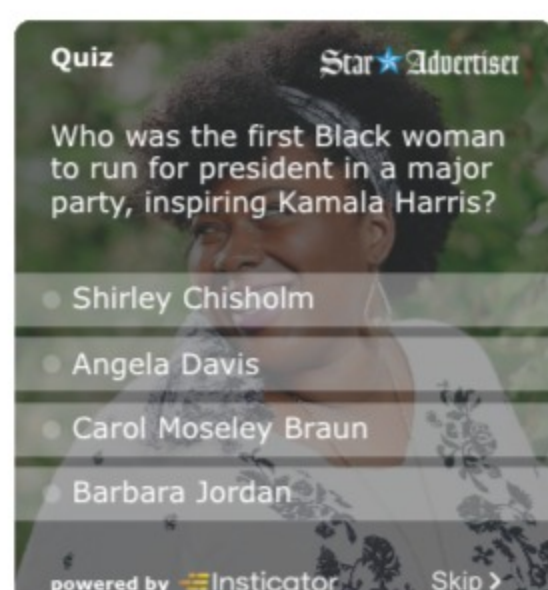 Quiz
Star Advertiser
Who was the first Black woman
to run for president in a major
party, inspiring Kamala Harris?
Shirley Chisholm
Angela Davis
Carol Moseley Braun
Barbara Jordan
powered by Insticator
Skip >